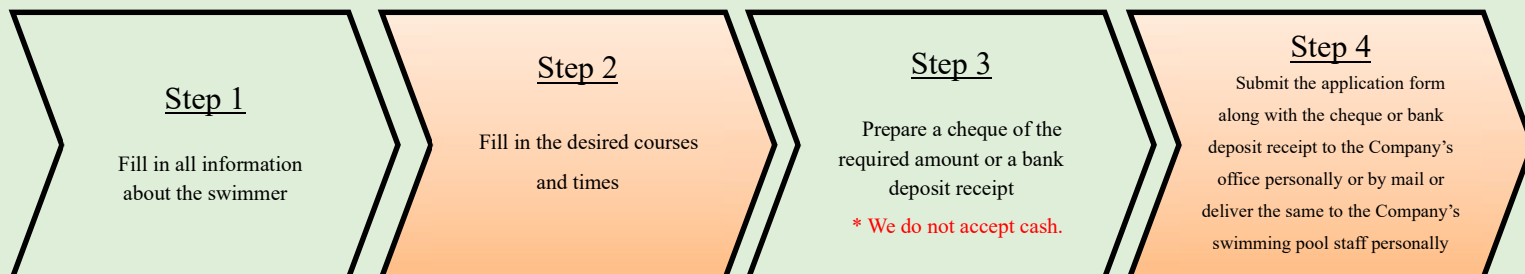 Step 1
Fill in all information
about the swimmer
Step 2
Fill in the desired courses
and times
Step 3
Prepare a cheque of the
required amount or a bank
deposit receipt
* We do not accept cash.
Step 4
Submit the application form
along with the cheque or bank
deposit receipt to the Company’s
office personally or by mail or
deliver the same to the Company’s
swimming pool staff personally